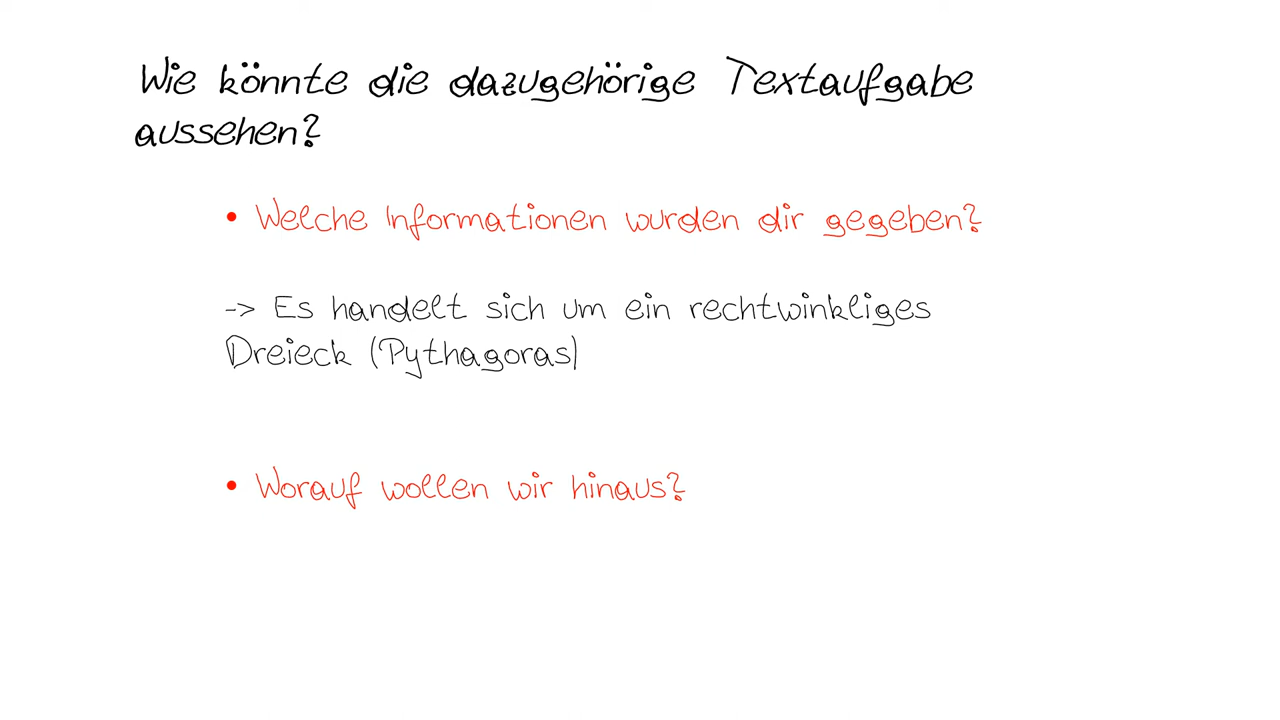 Wie könnte die dazugehörige Textaufgabe
aussehen?
• Welche Informationen wurden dir gegeben?
-> Es handelt sich um ein rechtwinkliges
Dreieck (Pythagoras)
• Worauf wollen wir hinaus?